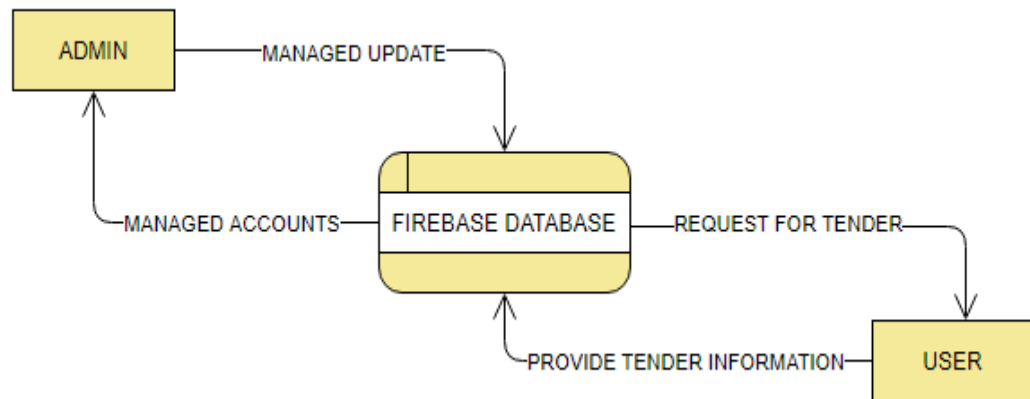 ADMIN
MANAGED UPDATE
MANAGED ACCOUNTS
FIREBASE DATABASE
REQUEST FOR TENDER
PROVIDE TENDER INFORMATION
USER